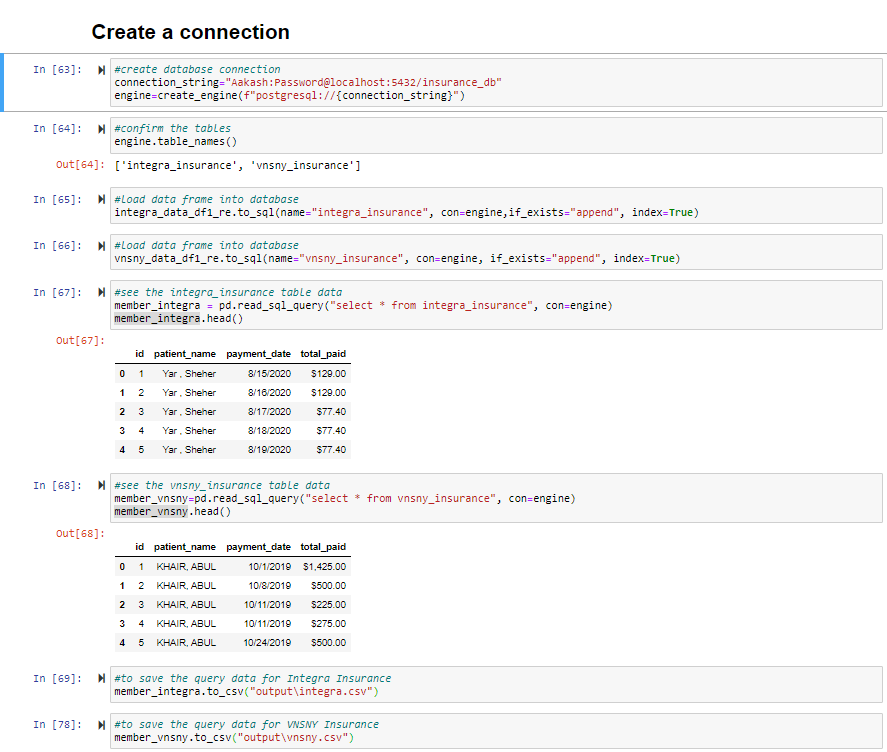 Create a connection
In [63]:
#create database connection
connection_string="Aakash:Password@localhost:5432/insurance_db"
engine=create_engine(f"postgresql://{connection_string}")
In [64]:
#confirm the tables
engine.table_names()
Out[64]: ['integra_insurance', 'vnsny_insurance']
In [65]:
#load data frame into database
integra_data_df1_re.to_sql(name="integra_insurance", con=engine,if_exists="append", index=True)
In [66]:
#load data frame into database
vnsny_data_df1_re.to_sql(name="vnsny_insurance", con=engine, if_exists="append", index=True)
In [67]:
#see the integra_insurance table data
member_integra = pd.read_sql_query("select * from integra_insurance", con=engine)
member_integra.head()
Out[67]:
id patient_name payment_date total_paid
0 1 Yar , Sheher 8/15/2020 $129.00
1 2 Yar , Sheher 8/16/2020 $129.00
2 3 Yar , Sheher 8/17/2020 $77.40
3 4 Yar , Sheher 8/18/2020 $77.40
4 5 Yar , Sheher 8/19/2020 $77.40
In [68]:
#see the vnsny_insurance table data
member_vnsny=pd.read_sql_query("select * from vnsny_insurance", con=engine)
member_vnsny.head()
Out[68]:
id patient_name payment_date total_paid
0 1 KHAIR, ABUL 10/1/2019 $1,425.00
1 2 KHAIR, ABUL 10/8/2019 $500.00
2 3 KHAIR, ABUL 10/11/2019 $225.00
3 4 KHAIR, ABUL 10/11/2019 $275.00
4 5 KHAIR, ABUL 10/24/2019 $500.00
In [69]:
#to save the query data for Integra Insurance
member_integra.to_csv("output\integra.csv")
In [78]:
#to save the query data for VNSNY Insurance
member_vnsny.to_csv("output\vnsny.csv")